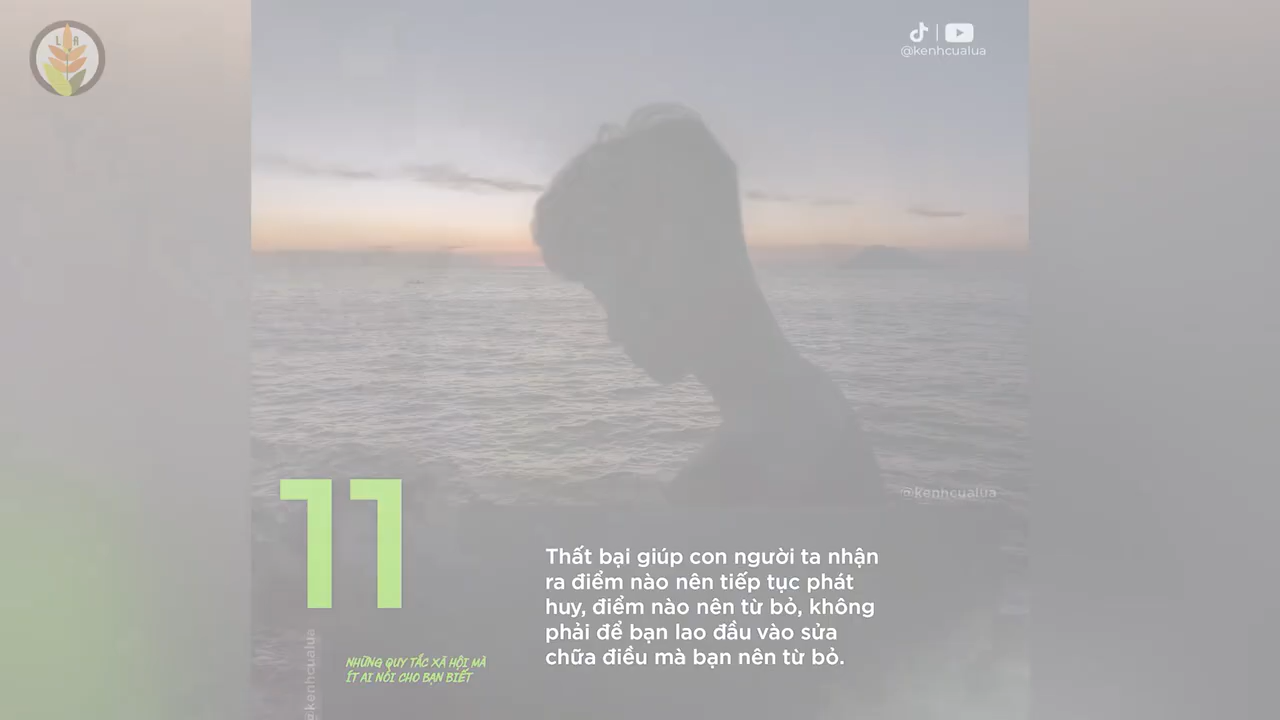 L A
@kenhcualua
@kenhcualua
11
Thất bại giúp con người ta nhận
ra điểm nào nên tiếp tục phát
huy, điểm nào nên từ bỏ, không
phải để bạn lao đầu vào sửa
chữa điều mà bạn nên từ bỏ.
@kenhcualua
NHỮNG QUY TẮC XÃ HỘI MÀ
ÍT AI NÓI CHO BẠN BIẾT